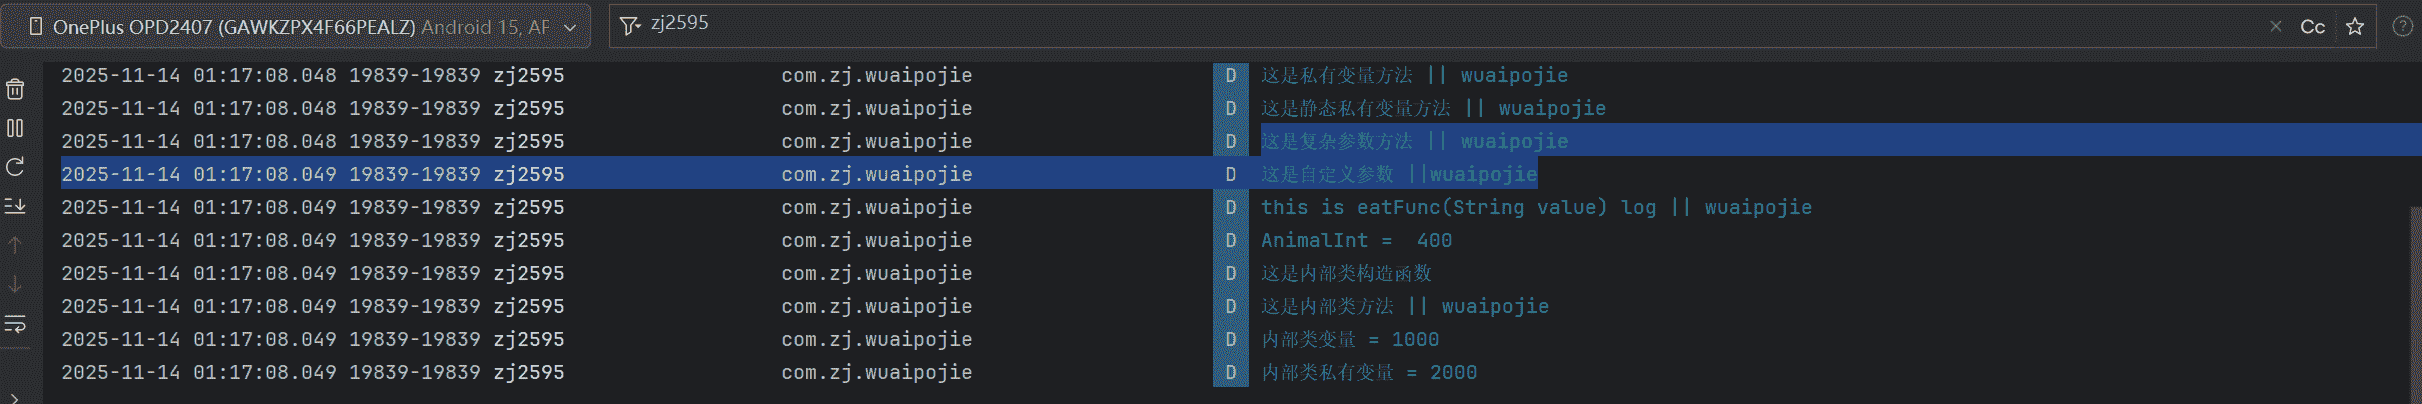 OnePlus OPD2407 (GAWKZPX4F66PEALZ) Android 15, AF zj2595 Cc
2025-11-14 01:17:08.048 19839-19839 zj2595 com.zj.wuaipojie D 这是私有变量方法 || wuaipojie
2025-11-14 01:17:08.048 19839-19839 zj2595 com.zj.wuaipojie D 这是静态私有变量方法 || wuaipojie
2025-11-14 01:17:08.048 19839-19839 zj2595 com.zj.wuaipojie D 这是复杂参数方法 || wuaipojie
2025-11-14 01:17:08.049 19839-19839 zj2595 com.zj.wuaipojie D 这是自定义参数 ||wuaipojie
2025-11-14 01:17:08.049 19839-19839 zj2595 com.zj.wuaipojie D this is eatFunc(String value) log || wuaipojie
2025-11-14 01:17:08.049 19839-19839 zj2595 com.zj.wuaipojie D AnimalInt =  400
2025-11-14 01:17:08.049 19839-19839 zj2595 com.zj.wuaipojie D 这是内部类构造函数
2025-11-14 01:17:08.049 19839-19839 zj2595 com.zj.wuaipojie D 这是内部类方法 || wuaipojie
2025-11-14 01:17:08.049 19839-19839 zj2595 com.zj.wuaipojie D 内部类变量 = 1000
2025-11-14 01:17:08.049 19839-19839 zj2595 com.zj.wuaipojie D 内部类私有变量 = 2000